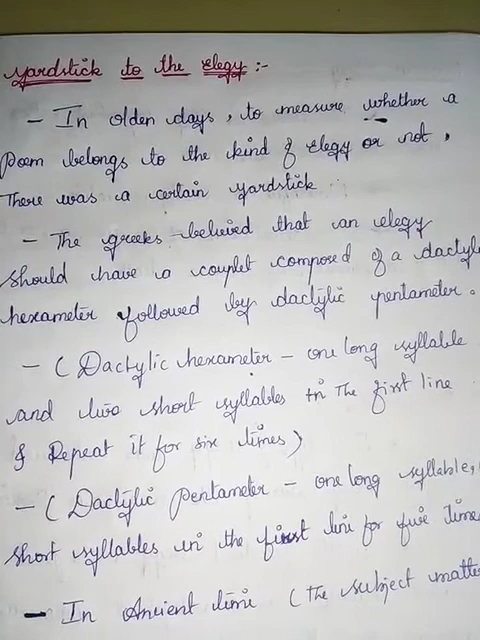 Yardstick to the Elegy :-
- In olden days, to measure whether a
Poem belongs to the kind of Elegy or not,
There was a certain yardstick
- The greeks believed that an elegy
should have a couplet composed of a dactyl
hexameter followed by dactylic pentameter.
- (Dactylic hexameter - one long syllable
and two short syllables in The first line
& Repeat it for six times)
- (Dactylic Pentameter - one long syllable,
short syllables in the first line for five Time
- In Ancient time (The subject matte